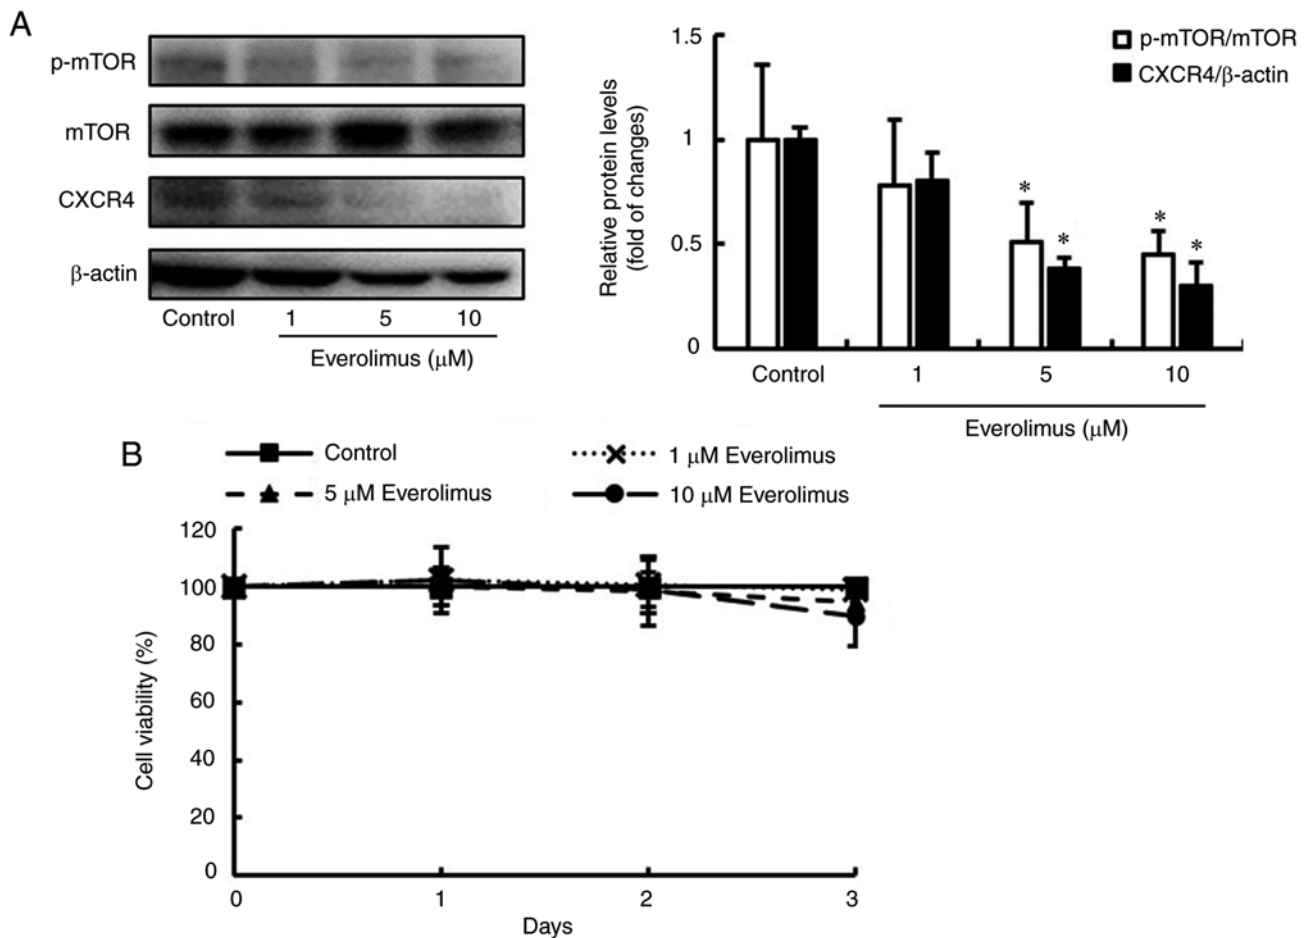 A
p-mTOR
mTOR
CXCR4
β-actin
Control 1 5 10
Everolimus (μM)
Relative protein levels
(fold of changes)
1.5
1
0.5
0
p-mTOR/mTOR
CXCR4/β-actin
* * * *
Control 1 5 10
Everolimus (μM)
B
Control
1 μM Everolimus
5 μM Everolimus
10 μM Everolimus
Cell viability (%)
120
100
80
60
40
20
0
0 1 2 3
Days